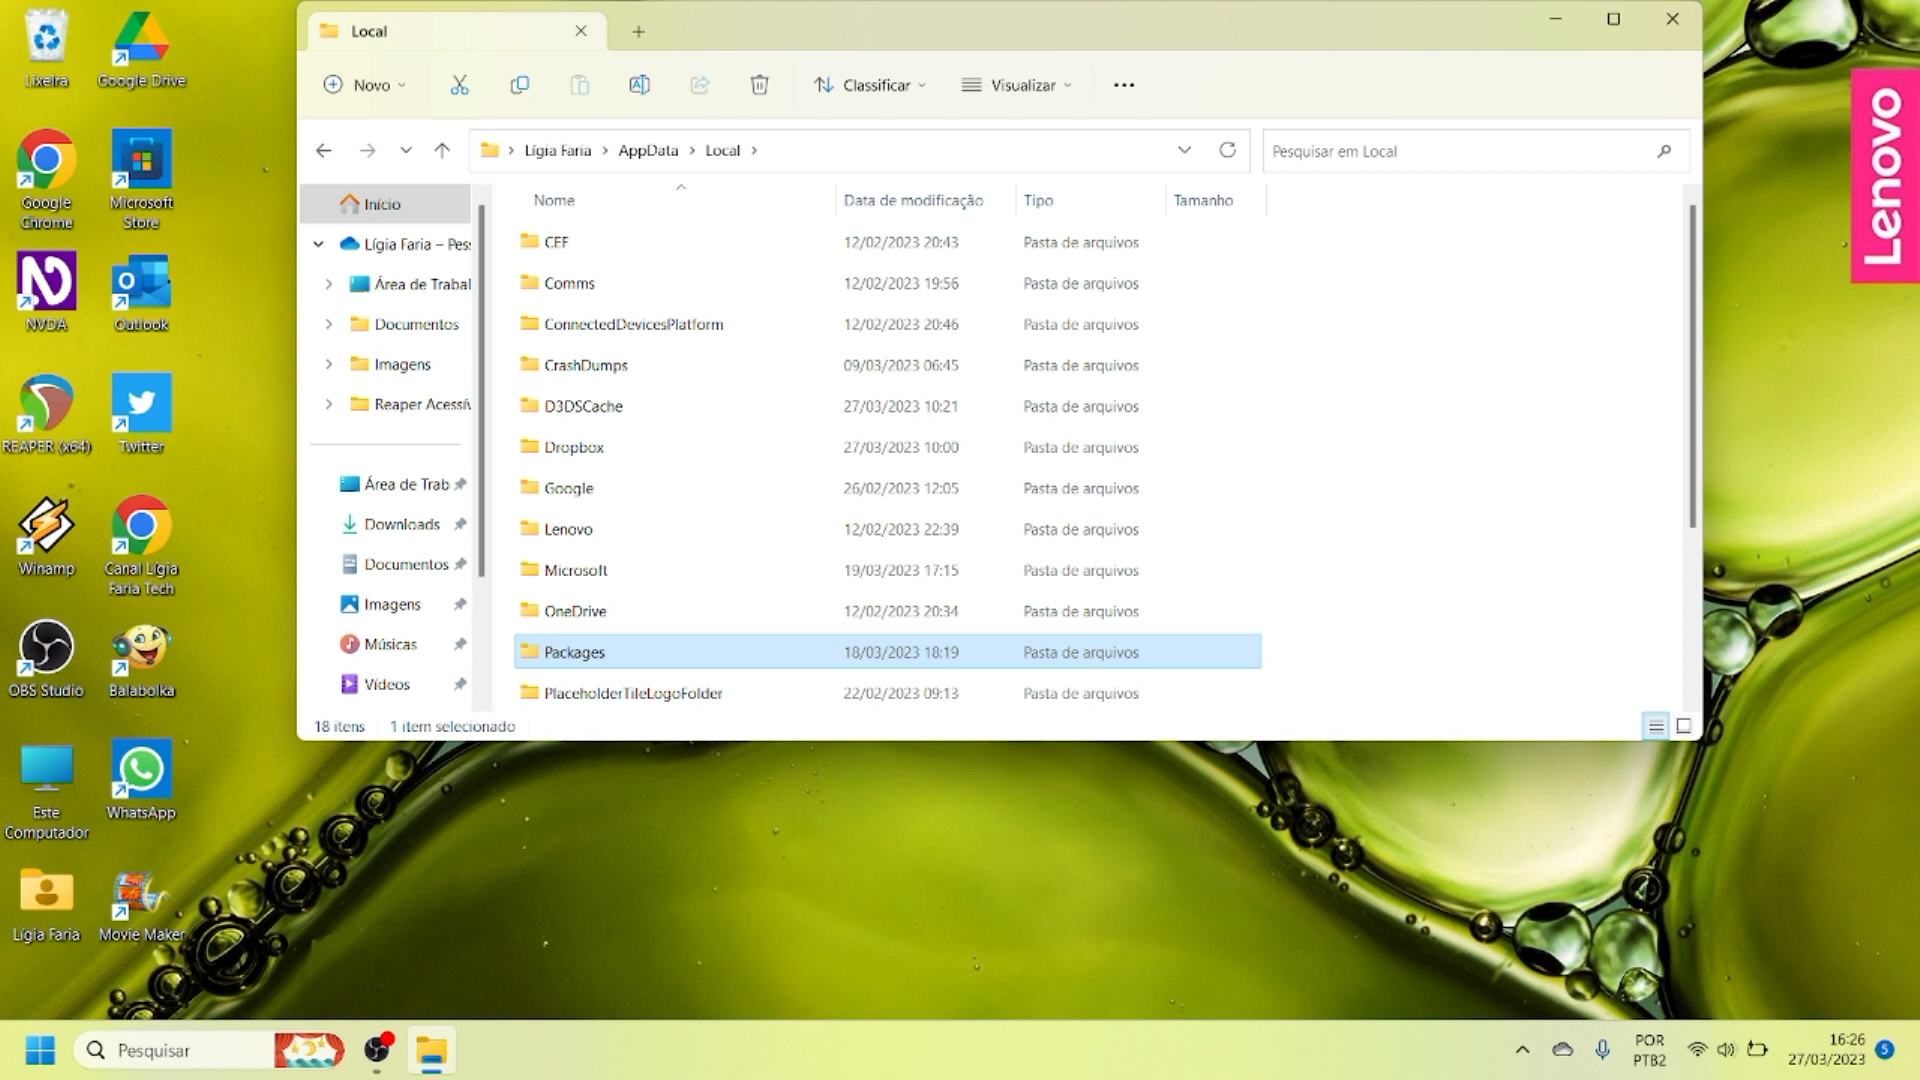 Lixeira
Google Drive
Google Chrome
Microsoft Store
NVDA
Outlook
REAPER (x64)
Twitter
Winamp
Canal Lígia Faria Tech
OBS Studio
Balabolka
Este Computador
WhatsApp
Lígia Faria
Movie Maker
Local
Novo
Classificar
Visualizar
Lígia Faria > AppData > Local >
Pesquisar em Local
Início
Lígia Faria – Pes
Área de Trabal
Documentos
Imagens
Reaper Acessív
Área de Trab
Downloads
Documentos
Imagens
Músicas
Vídeos
Nome Data de modificação Tipo Tamanho
CEF 12/02/2023 20:43 Pasta de arquivos
Comms 12/02/2023 19:56 Pasta de arquivos
ConnectedDevicesPlatform 12/02/2023 20:46 Pasta de arquivos
CrashDumps 09/03/2023 06:45 Pasta de arquivos
D3DSCache 27/03/2023 10:21 Pasta de arquivos
Dropbox 27/03/2023 10:00 Pasta de arquivos
Google 26/02/2023 12:05 Pasta de arquivos
Lenovo 12/02/2023 22:39 Pasta de arquivos
Microsoft 19/03/2023 17:15 Pasta de arquivos
OneDrive 12/02/2023 20:34 Pasta de arquivos
Packages 18/03/2023 18:19 Pasta de arquivos
PlaceholderTileLogoFolder 22/02/2023 09:13 Pasta de arquivos
18 itens 1 item selecionado
Lenovo
Pesquisar
POR
PTB2
16:26
27/03/2023
5